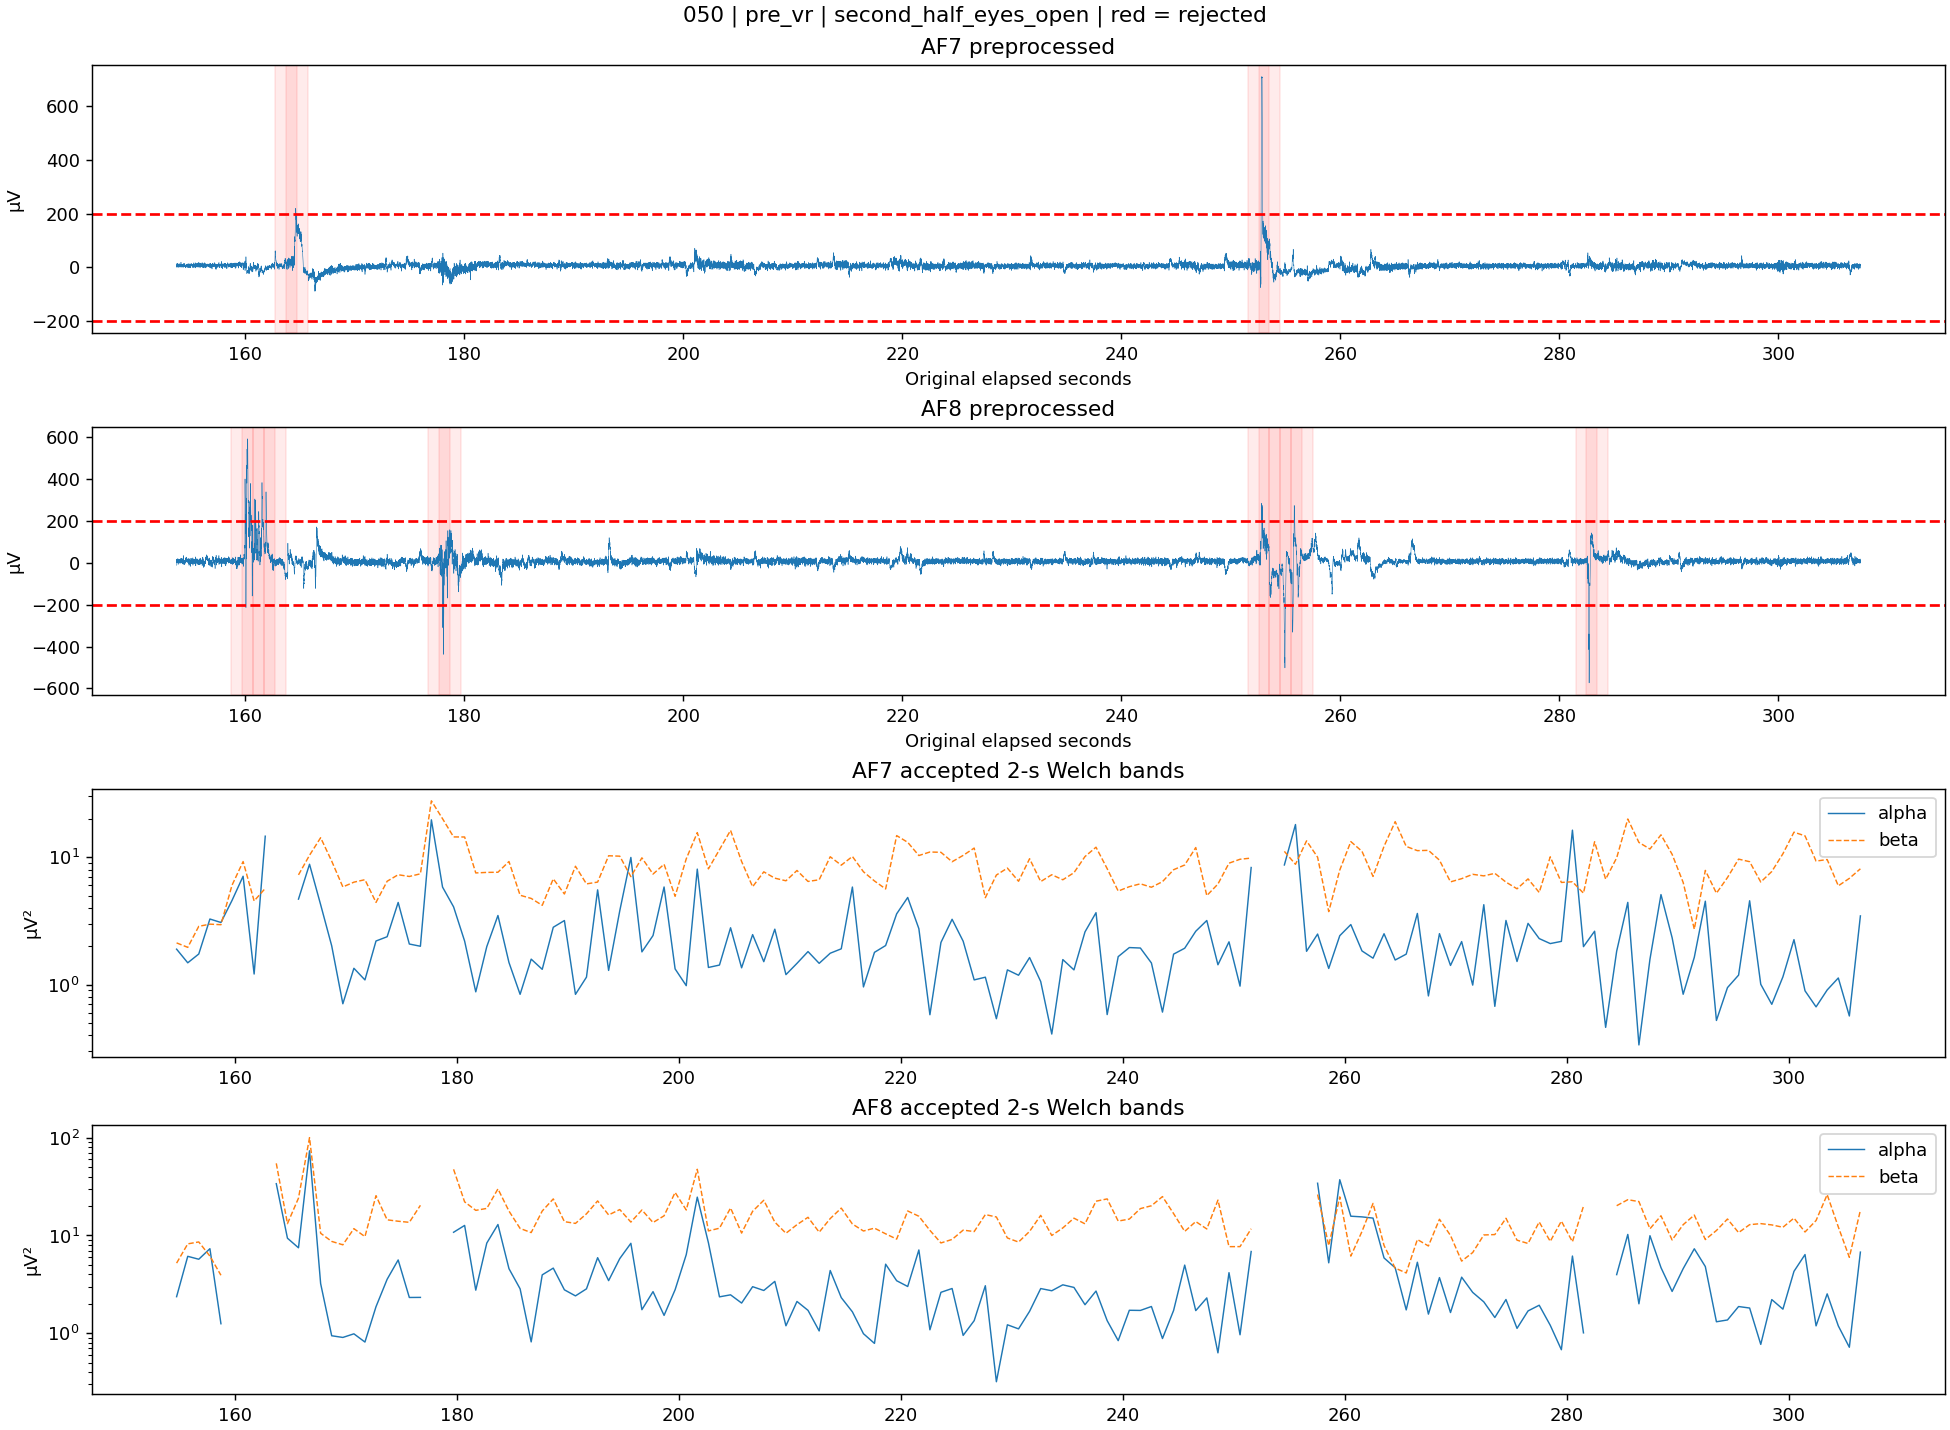 050 | pre_vr | second_half_eyes_open | red = rejected
AF7 preprocessed
600
400
200
0
−200
µV
160 180 200 220 240 260 280 300
Original elapsed seconds
AF8 preprocessed
600
400
200
0
−200
−400
−600
µV
160 180 200 220 240 260 280 300
Original elapsed seconds
AF7 accepted 2-s Welch bands
10¹
10⁰
µV²
alpha
beta
160 180 200 220 240 260 280 300
AF8 accepted 2-s Welch bands
10²
10¹
10⁰
µV²
alpha
beta
160 180 200 220 240 260 280 300